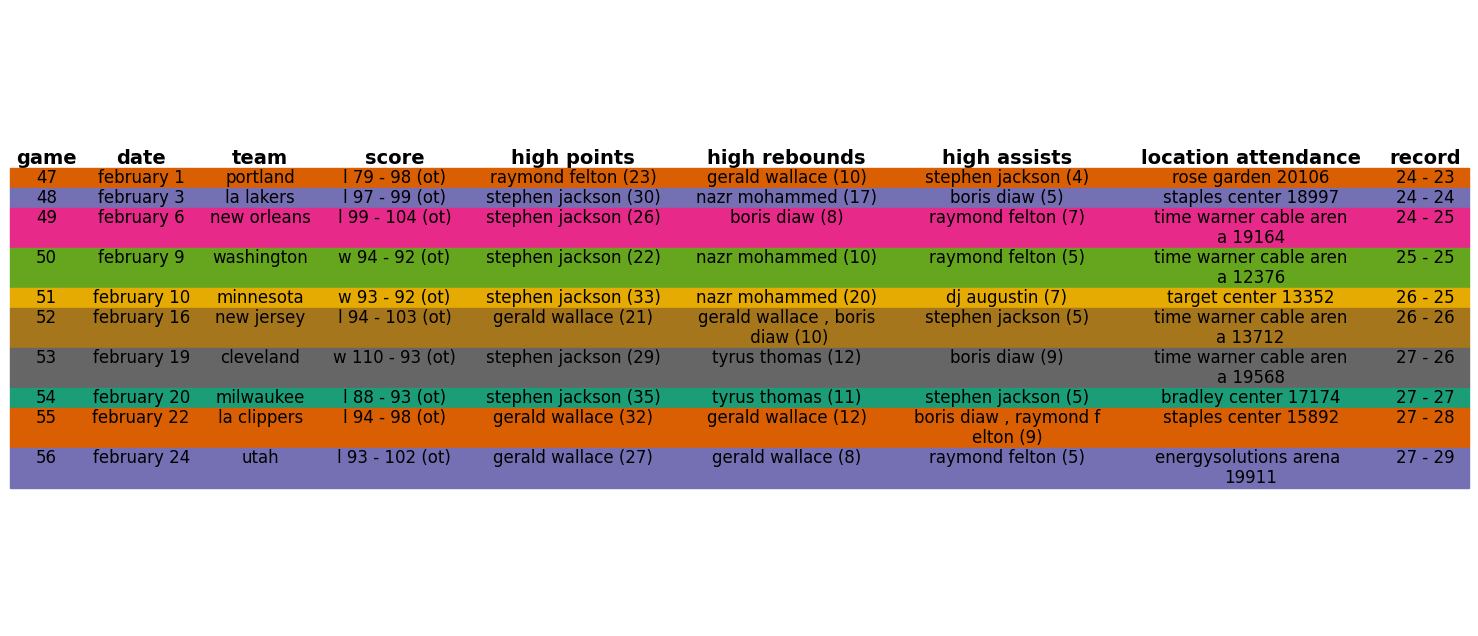 game date team score high points high rebounds high assists location attendance record
47 february 1 portland l 79 - 98 (ot) raymond felton (23) gerald wallace (10) stephen jackson (4) rose garden 20106 24 - 23
48 february 3 la lakers l 97 - 99 (ot) stephen jackson (30) nazr mohammed (17) boris diaw (5) staples center 18997 24 - 24
49 february 6 new orleans l 99 - 104 (ot) stephen jackson (26) boris diaw (8) raymond felton (7) time warner cable aren 24 - 25
a 19164
50 february 9 washington w 94 - 92 (ot) stephen jackson (22) nazr mohammed (10) raymond felton (5) time warner cable aren 25 - 25
a 12376
51 february 10 minnesota w 93 - 92 (ot) stephen jackson (33) nazr mohammed (20) dj augustin (7) target center 13352 26 - 25
52 february 16 new jersey l 94 - 103 (ot) gerald wallace (21) gerald wallace , boris stephen jackson (5) time warner cable aren 26 - 26
diaw (10) a 13712
53 february 19 cleveland w 110 - 93 (ot) stephen jackson (29) tyrus thomas (12) boris diaw (9) time warner cable aren 27 - 26
a 19568
54 february 20 milwaukee l 88 - 93 (ot) stephen jackson (35) tyrus thomas (11) stephen jackson (5) bradley center 17174 27 - 27
55 february 22 la clippers l 94 - 98 (ot) gerald wallace (32) gerald wallace (12) boris diaw , raymond f staples center 15892 27 - 28
elton (9)
56 february 24 utah l 93 - 102 (ot) gerald wallace (27) gerald wallace (8) raymond felton (5) energysolutions arena 27 - 29
19911